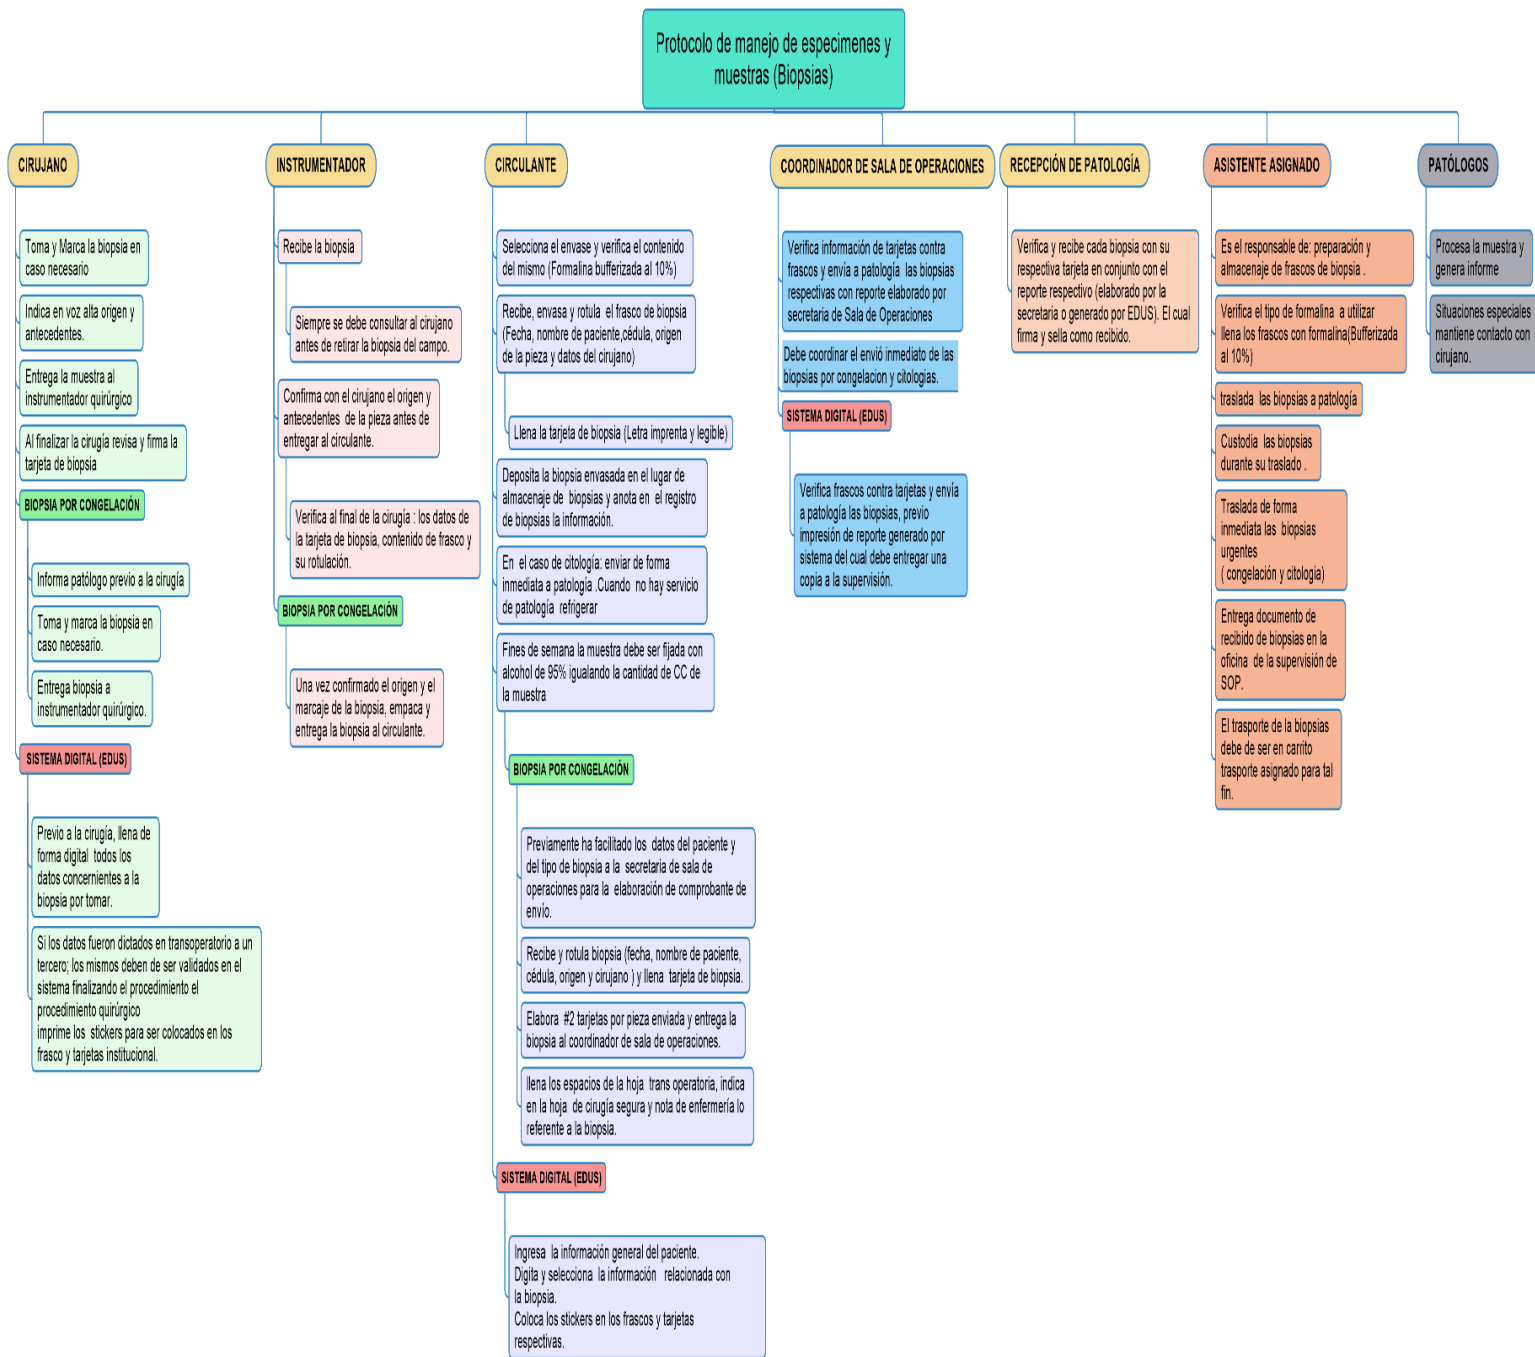 Protocolo de manejo de especimenes y
muestras (Biopsias)
CIRUJANO
Toma y Marca la biopsia en
caso necesario
Indica en voz alta origen y
antecedentes.
Entrega la muestra al
instrumentador quirúrgico
Al finalizar la cirugía revisa y firma la
tarjeta de biopsia
BIOPSIA POR CONGELACIÓN
Informa patólogo previo a la cirugía
Toma y marca la biopsia en
caso necesario.
Entrega biopsia a
instrumentador quirúrgico.
SISTEMA DIGITAL (EDUS)
Previo a la cirugía, llena de
forma digital todos los
datos concernientes a la
biopsia por tomar.
Si los datos fueron dictados en transoperatorio a un
tercero; los mismos deben de ser validados en el
sistema finalizando el procedimiento el
procedimiento quirúrgico
imprime los stickers para ser colocados en los
frasco y tarjetas institucional.
INSTRUMENTADOR
Recibe la biopsia
Siempre se debe consultar al cirujano
antes de retirar la biopsia del campo.
Confirma con el cirujano el origen y
antecedentes de la pieza antes de
entregar al circulante.
Verifica al final de la cirugía : los datos de
la tarjeta de biopsia, contenido de frasco y
su rotulación.
BIOPSIA POR CONGELACIÓN
Una vez confirmado el origen y el
marcaje de la biopsia, empaca y
entrega la biopsia al circulante.
CIRCULANTE
Selecciona el envase y verifica el contenido
del mismo (Formalina bufferizada al 10%)
Recibe, envasa y rotula el frasco de biopsia
(Fecha, nombre de paciente,cédula, origen
de la pieza y datos del cirujano)
Llena la tarjeta de biopsia (Letra imprenta y legible)
Deposita la biopsia envasada en el lugar de
almacenaje de biopsias y anota en el registro
de biopsias la información.
En el caso de citología: enviar de forma
inmediata a patología .Cuando no hay servicio
de patología refrigerar
Fines de semana la muestra debe ser fijada con
alcohol de 95% igualando la cantidad de CC de
la muestra
BIOPSIA POR CONGELACIÓN
Previamente ha facilitado los datos del paciente y
del tipo de biopsia a la secretaria de sala de
operaciones para la elaboración de comprobante de
envío.
Recibe y rotula biopsia (fecha, nombre de paciente,
cédula, origen y cirujano ) y llena tarjeta de biopsia.
Elabora #2 tarjetas por pieza enviada y entrega la
biopsia al coordinador de sala de operaciones.
llena los espacios de la hoja trans operatoria, indica
en la hoja de cirugía segura y nota de enfermería lo
referente a la biopsia.
SISTEMA DIGITAL (EDUS)
Ingresa la información general del paciente.
Digita y selecciona la información relacionada con
la biopsia.
Coloca los stickers en los frascos y tarjetas
respectivas.
COORDINADOR DE SALA DE OPERACIONES
Verifica información de tarjetas contra
frascos y envía a patología las biopsias
respectivas con reporte elaborado por
secretaria de Sala de Operaciones
Debe coordinar el envió inmediato de las
biopsias por congelacion y citologias.
SISTEMA DIGITAL (EDUS)
Verifica frascos contra tarjetas y envía
a patología las biopsias, previo
impresión de reporte generado por
sistema del cual debe entregar una
copia a la supervisión.
RECEPCIÓN DE PATOLOGÍA
Verifica y recibe cada biopsia con su
respectiva tarjeta en conjunto con el
reporte respectivo (elaborado por la
secretaria o generado por EDUS). El cual
firma y sella como recibido.
ASISTENTE ASIGNADO
Es el responsable de: preparación y
almacenaje de frascos de biopsia .
Verifica el tipo de formalina a utilizar
llena los frascos con formalina(Bufferizada
al 10%)
traslada las biopsias a patología
Custodia las biopsias
durante su traslado .
Traslada de forma
inmediata las biopsias
urgentes
( congelación y citologia)
Entrega documento de
recibido de biopsias en la
oficina de la supervisión de
SOP.
El trasporte de la biopsias
debe de ser en carrito
trasporte asignado para tal
fin.
PATÓLOGOS
Procesa la muestra y
genera informe
Situaciones especiales
mantiene contacto con
cirujano.